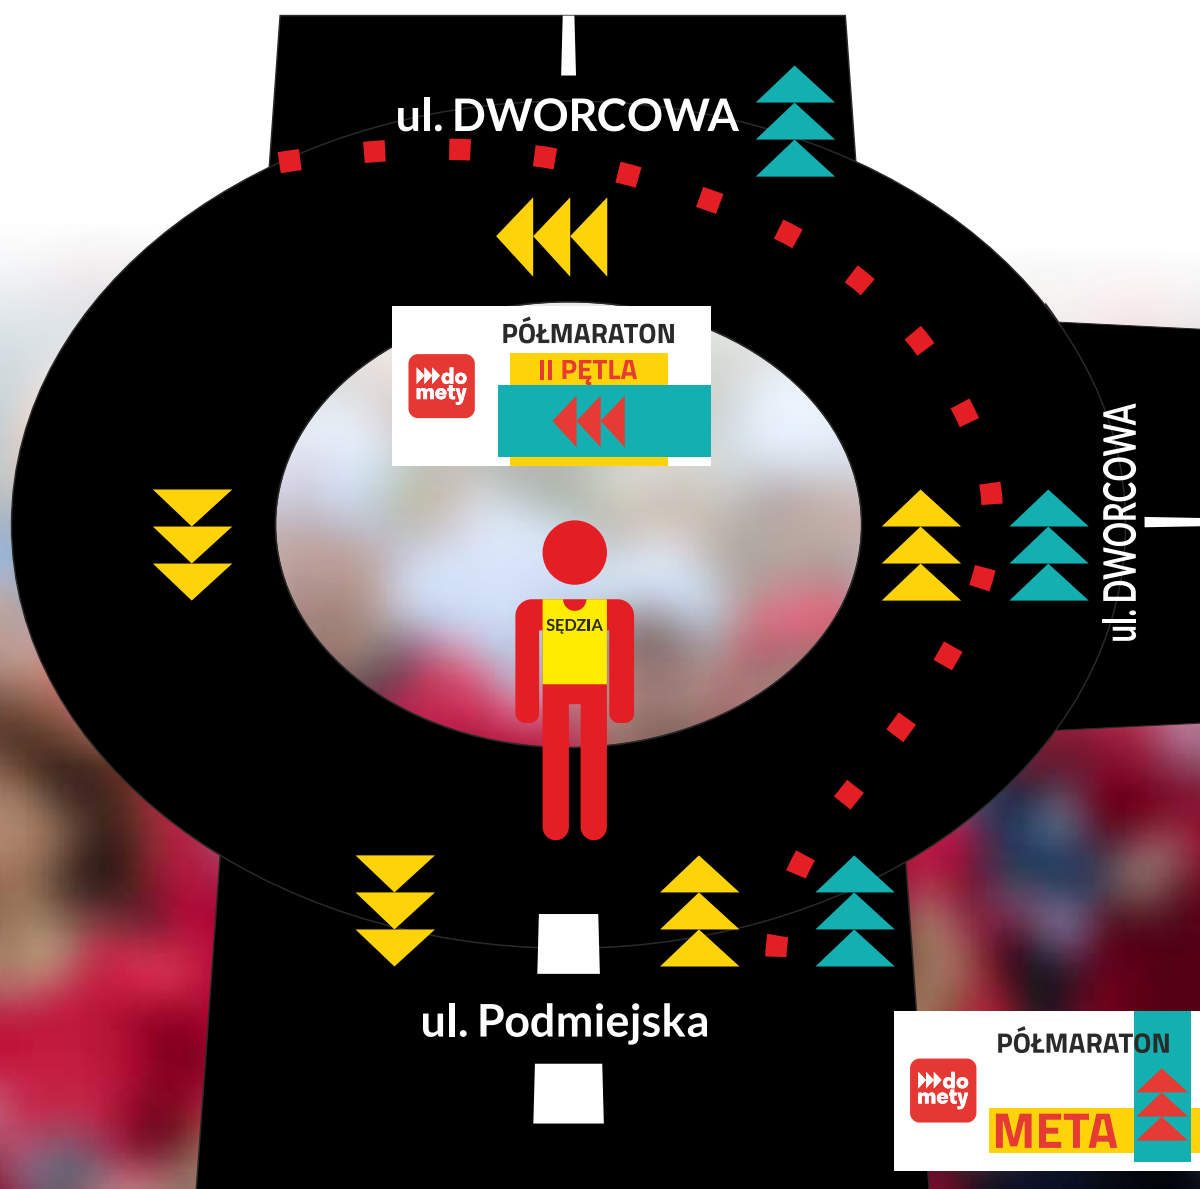 ul. DWORCOWA
PÓŁMARATON
II PĘTLA
do
mety
ul. DWORCOWA
SĘDZIA
ul. Podmiejska
PÓŁMARATON
do
mety
META